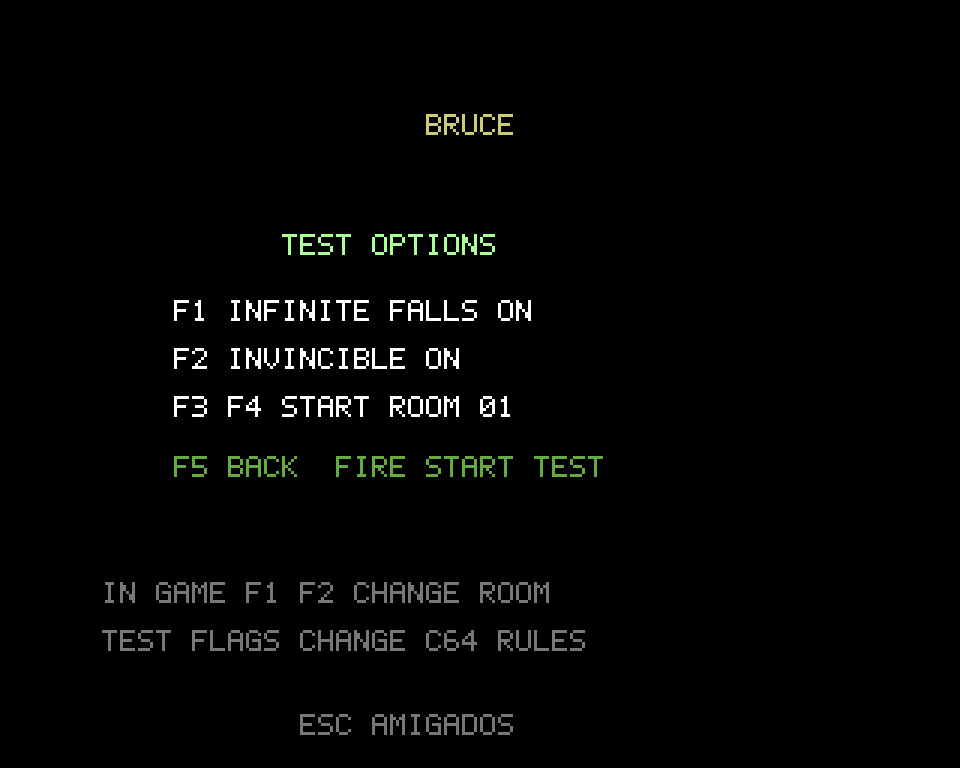 BRUCE
TEST OPTIONS
F1 INFINITE FALLS ON
F2 INVINCIBLE ON
F3 F4 START ROOM 01
F5 BACK  FIRE START TEST
IN GAME F1 F2 CHANGE ROOM
TEST FLAGS CHANGE C64 RULES
ESC AMIGADOS